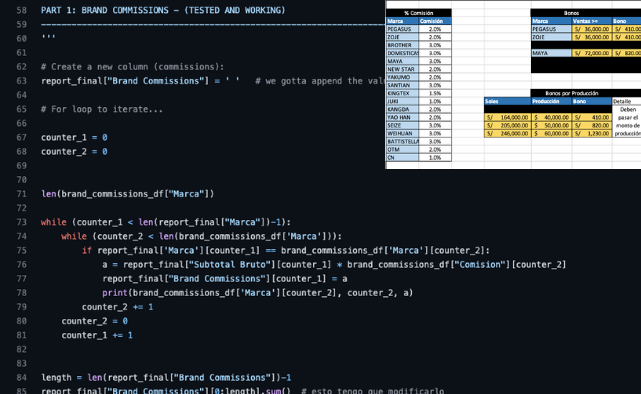 58 PART 1: BRAND COMMISSIONS - (TESTED AND WORKING)
59 ------------------------------------------------------------
60 '''
61
62 # Create a new column (commissions):
63 report_final["Brand Commissions"] = ' ' # we gotta append the val
64
65 # For loop to iterate...
66
67 counter_1 = 0
68 counter_2 = 0
69
70
71 len(brand_commissions_df["Marca"])
72
73 while (counter_1 < len(report_final["Marca"])-1):
74 while (counter_2 < len(brand_commissions_df['Marca'])):
75 if report_final['Marca'][counter_1] == brand_commissions_df['Marca'][counter_2]:
76 a = report_final["Subtotal Bruto"][counter_1] * brand_commissions_df["Comision"][counter_2]
77 report_final["Brand Commissions"][counter_1] = a
78 print(brand_commissions_df['Marca'][counter_2], counter_2, a)
79 counter_2 += 1
80 counter_2 = 0
81 counter_1 += 1
82
83
84 length = len(report_final["Brand Commissions"])-1
85 report_final["Brand Commissions"][0:length].sum() # esto tengo que modificarlo
% Comisión
Marca Comisión
PEGASUS 2.0%
ZOJE 2.0%
BROTHER 3.0%
DOMESTICAS 3.0%
MAYA 3.0%
NEW STAR 2.0%
YAKUMO 2.0%
SANTIAN 3.0%
KINGTEX 1.5%
JUKI 1.0%
KANGDA 2.0%
YAO HAN 2.0%
SEIZE 3.0%
WEIHUAN 3.0%
BATTISTELLA 3.0%
OTM 2.0%
CN 1.0%
Bonos
Marca Ventas >= Bono
PEGASUS S/ 36,000.00 S/ 410.00
ZOJE S/ 36,000.00 S/ 410.00
MAYA S/ 72,000.00 S/ 820.00
Bonos por Producción
Soles Producción Bono Detalle
S/ 164,000.00 $ 40,000.00 S/ 410.00
S/ 205,000.00 $ 50,000.00 S/ 820.00
S/ 246,000.00 $ 60,000.00 S/ 1,230.00
Deben
pasar el
monto de
producción